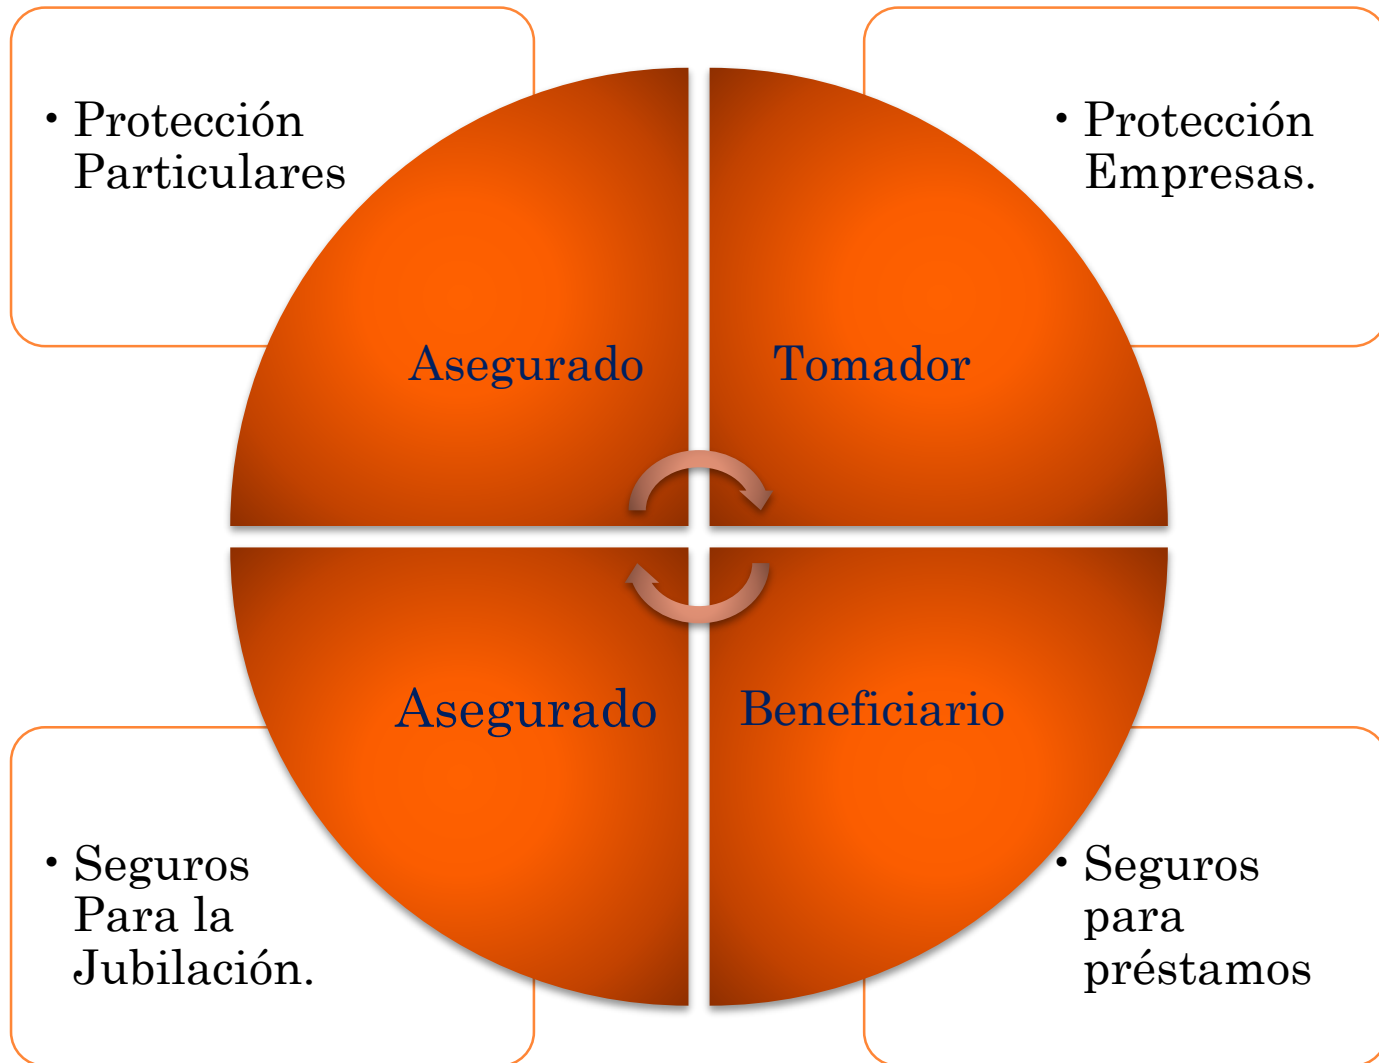 • Protección
Particulares
• Protección
Empresas.
Asegurado
Tomador
Asegurado
Beneficiario
• Seguros
Para la
Jubilación.
• Seguros
para
préstamos